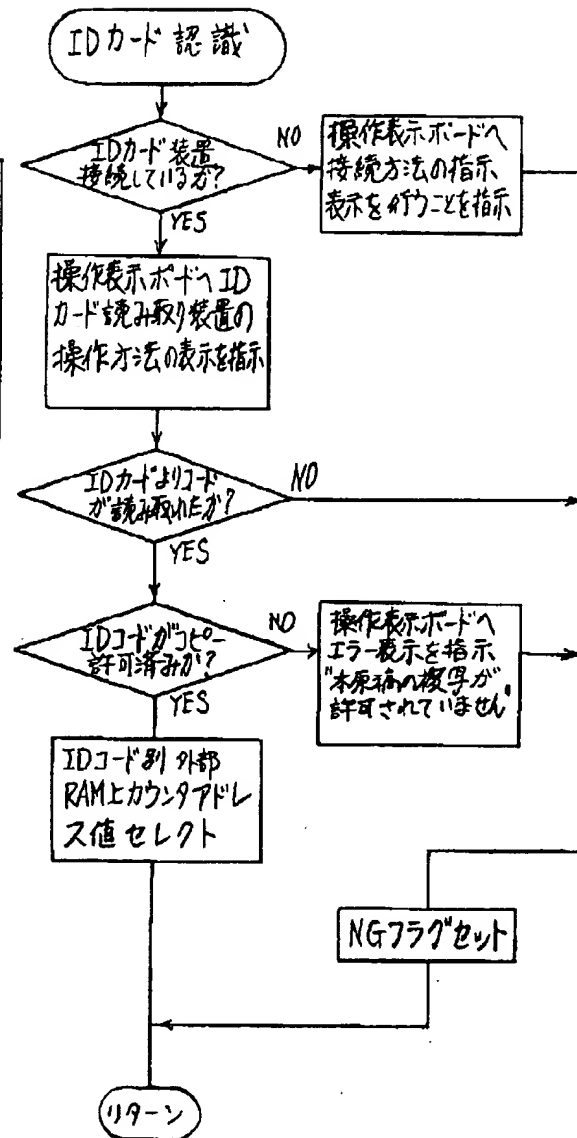 IDカード 認識
IDカード装置
接続しているか?
NO
操作表示ボードへ
接続方法の指示
表示を行うことを指示
YES
操作表示ボードへID
カード読み取り装置の
操作方法の表示を指示
IDカードよりコード
が読み取れたか?
NO
YES
IDコードがコピー
許可済みか?
NO
操作表示ボードへ
エラー表示を指示
"本原稿の複写が
許可されていません"
YES
IDコード別 外部
RAM上カウンタアドレ
ス値セレクト
NGフラグセット
リターン